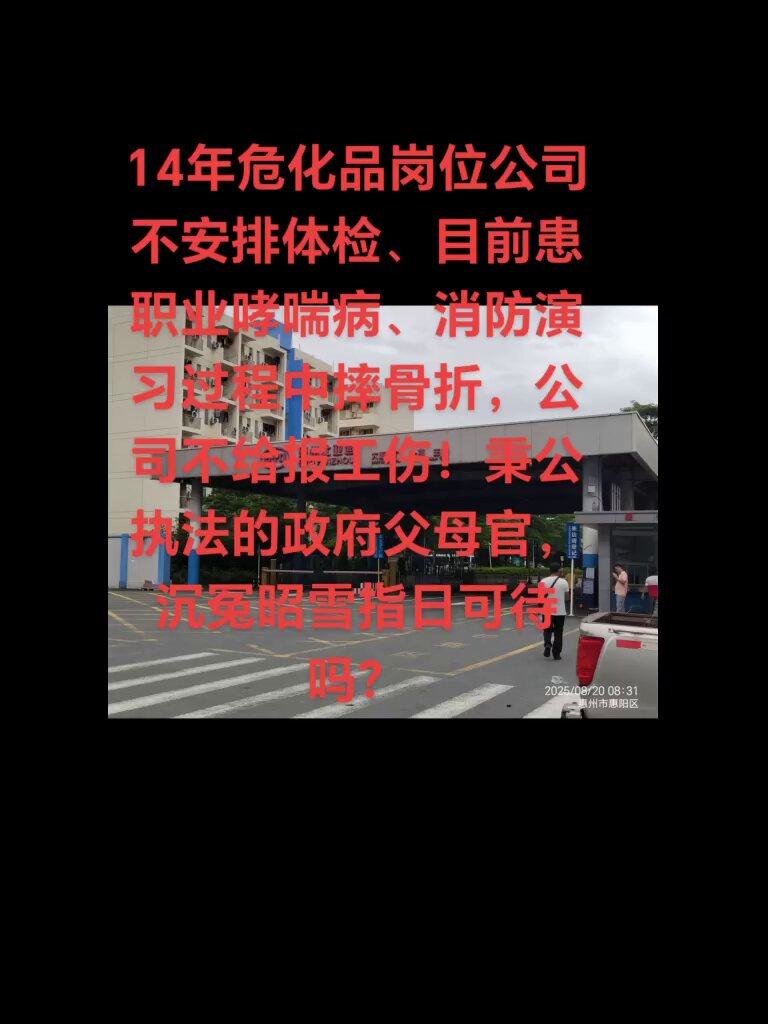 14年危化品岗位公司
不安排体检、目前患
职业哮喘病、消防演
习过程中摔骨折，公
司不给报工伤！秉公
执法的政府父母官，
沉冤昭雪指日可待
吗？
2025/08/20 08:31
惠州市惠阳区